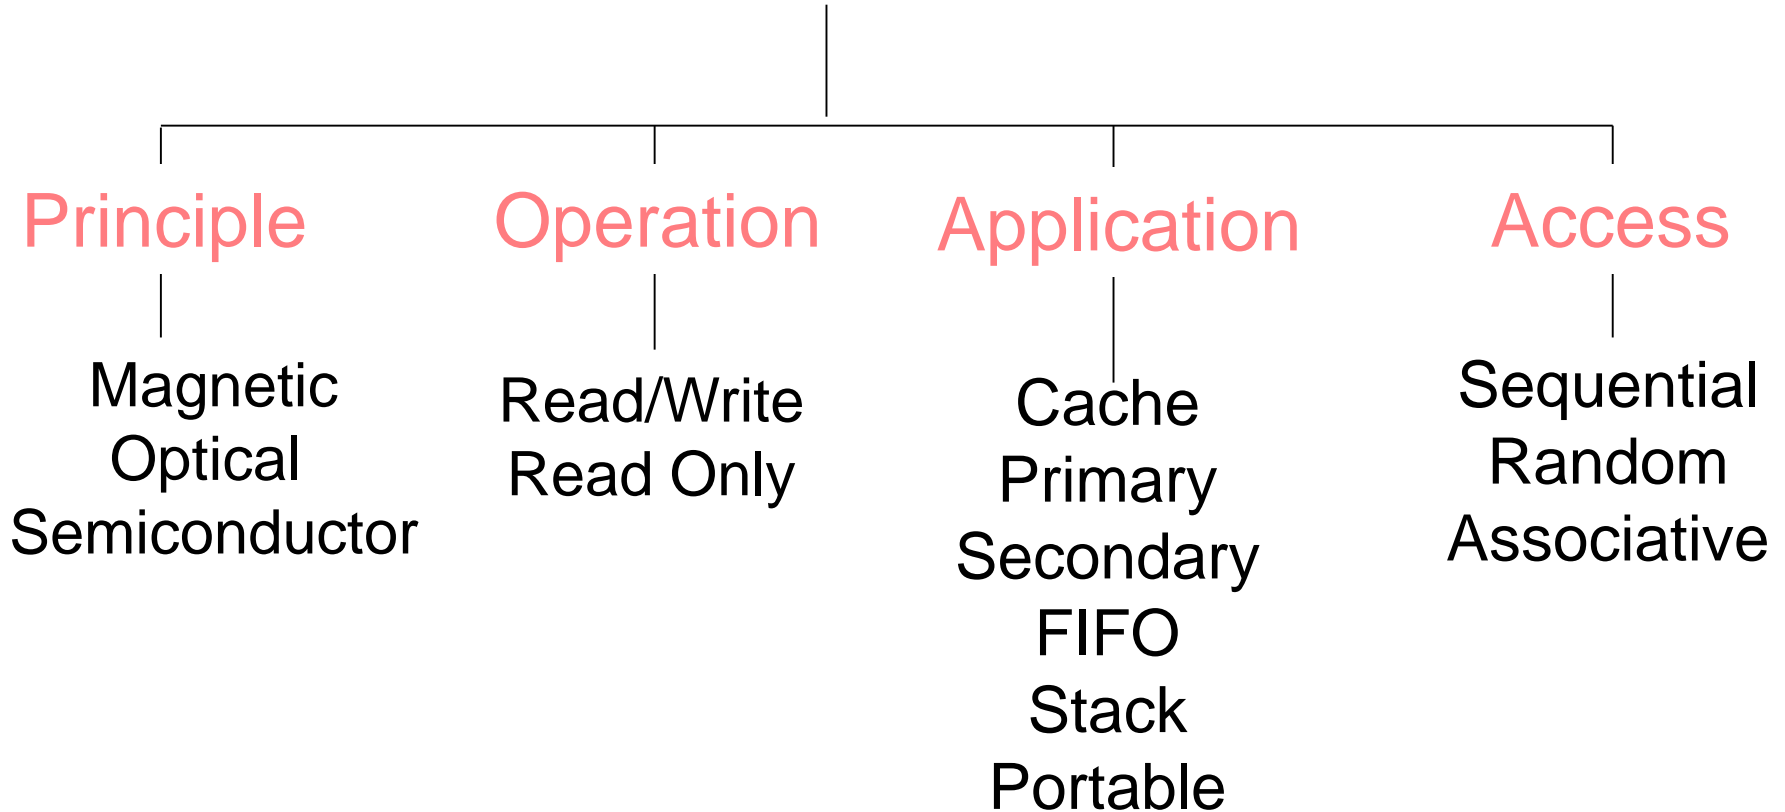 Principle
Operation
Application
Access
Magnetic
Optical
Semiconductor
Read/Write
Read Only
Cache
Primary
Secondary
FIFO
Stack
Portable
Sequential
Random
Associative